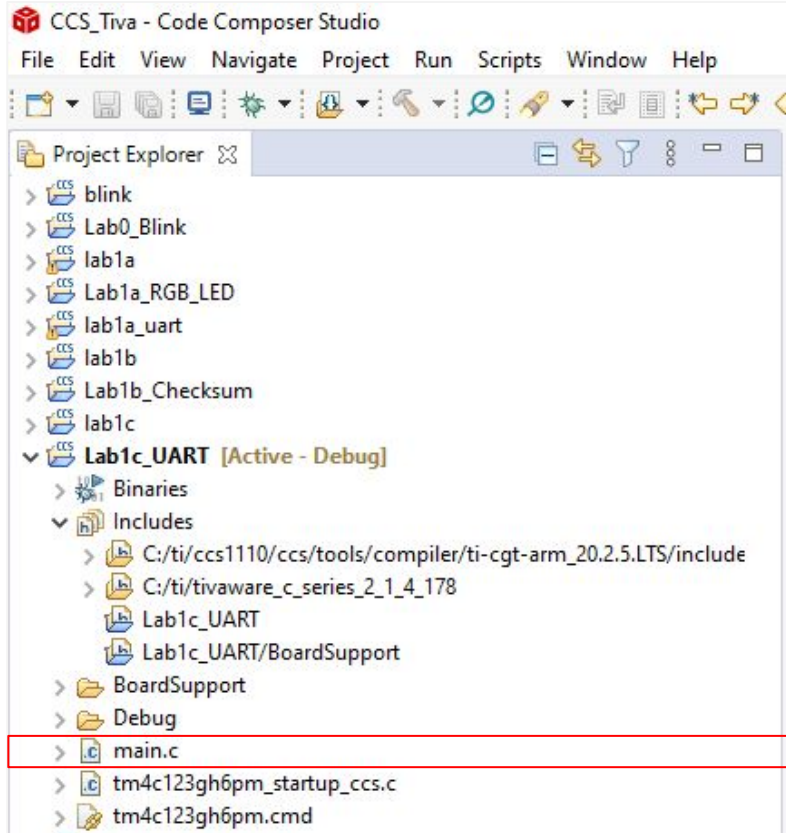 CCS_Tiva - Code Composer Studio
File Edit View Navigate Project Run Scripts Window Help
Project Explorer
blink
Lab0_Blink
lab1a
Lab1a_RGB_LED
lab1a_uart
lab1b
Lab1b_Checksum
lab1c
Lab1c_UART [Active - Debug]
Binaries
Includes
C:/ti/ccs1110/ccs/tools/compiler/ti-cgt-arm_20.2.5.LTS/include
C:/ti/tivaware_c_series_2_1_4_178
Lab1c_UART
Lab1c_UART/BoardSupport
BoardSupport
Debug
main.c
tm4c123gh6pm_startup_ccs.c
tm4c123gh6pm.cmd